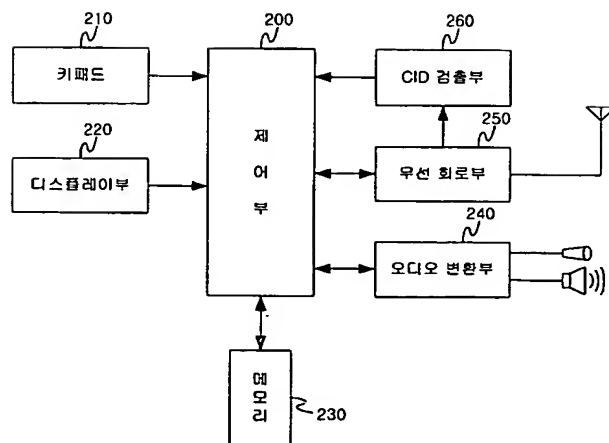 210
키패드
200
제어부
260
CID 검출부
220
디스플레이부
250
우선 회로부
240
오디오 변환부
메모리
230